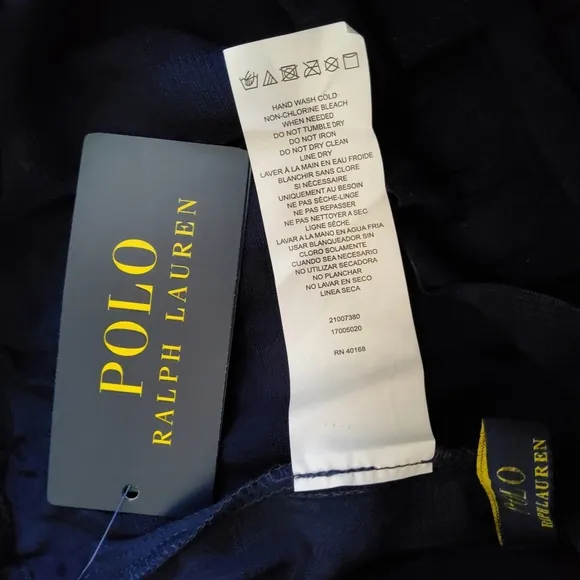 POLO
RALPH LAUREN
HAND WASH COLD
NON-CHLORINE BLEACH
WHEN NEEDED
DO NOT TUMBLE DRY
DO NOT IRON
DO NOT DRY CLEAN
LINE DRY
LAVER À LA MAIN EN EAU FROIDE
BLANCHIR SANS CLORE
SI NÉCESSAIRE
UNIQUEMENT AU BESOIN
NE PAS SÈCHE-LINGE
NE PAS REPASSER
NE PAS NETTOYER A SEC
LIGNE SÈCHE
LAVAR A LA MANO EN AGUA FRIA
USAR BLANQUEADOR SIN
CLORO SOLAMENTE
CUANDO SEA NECESARIO
NO UTILIZAR SECADORA
NO PLANCHAR
NO LAVAR EN SECO
LINEA SECA
21007380
17005020
RN 40168
POLO
LAUREN